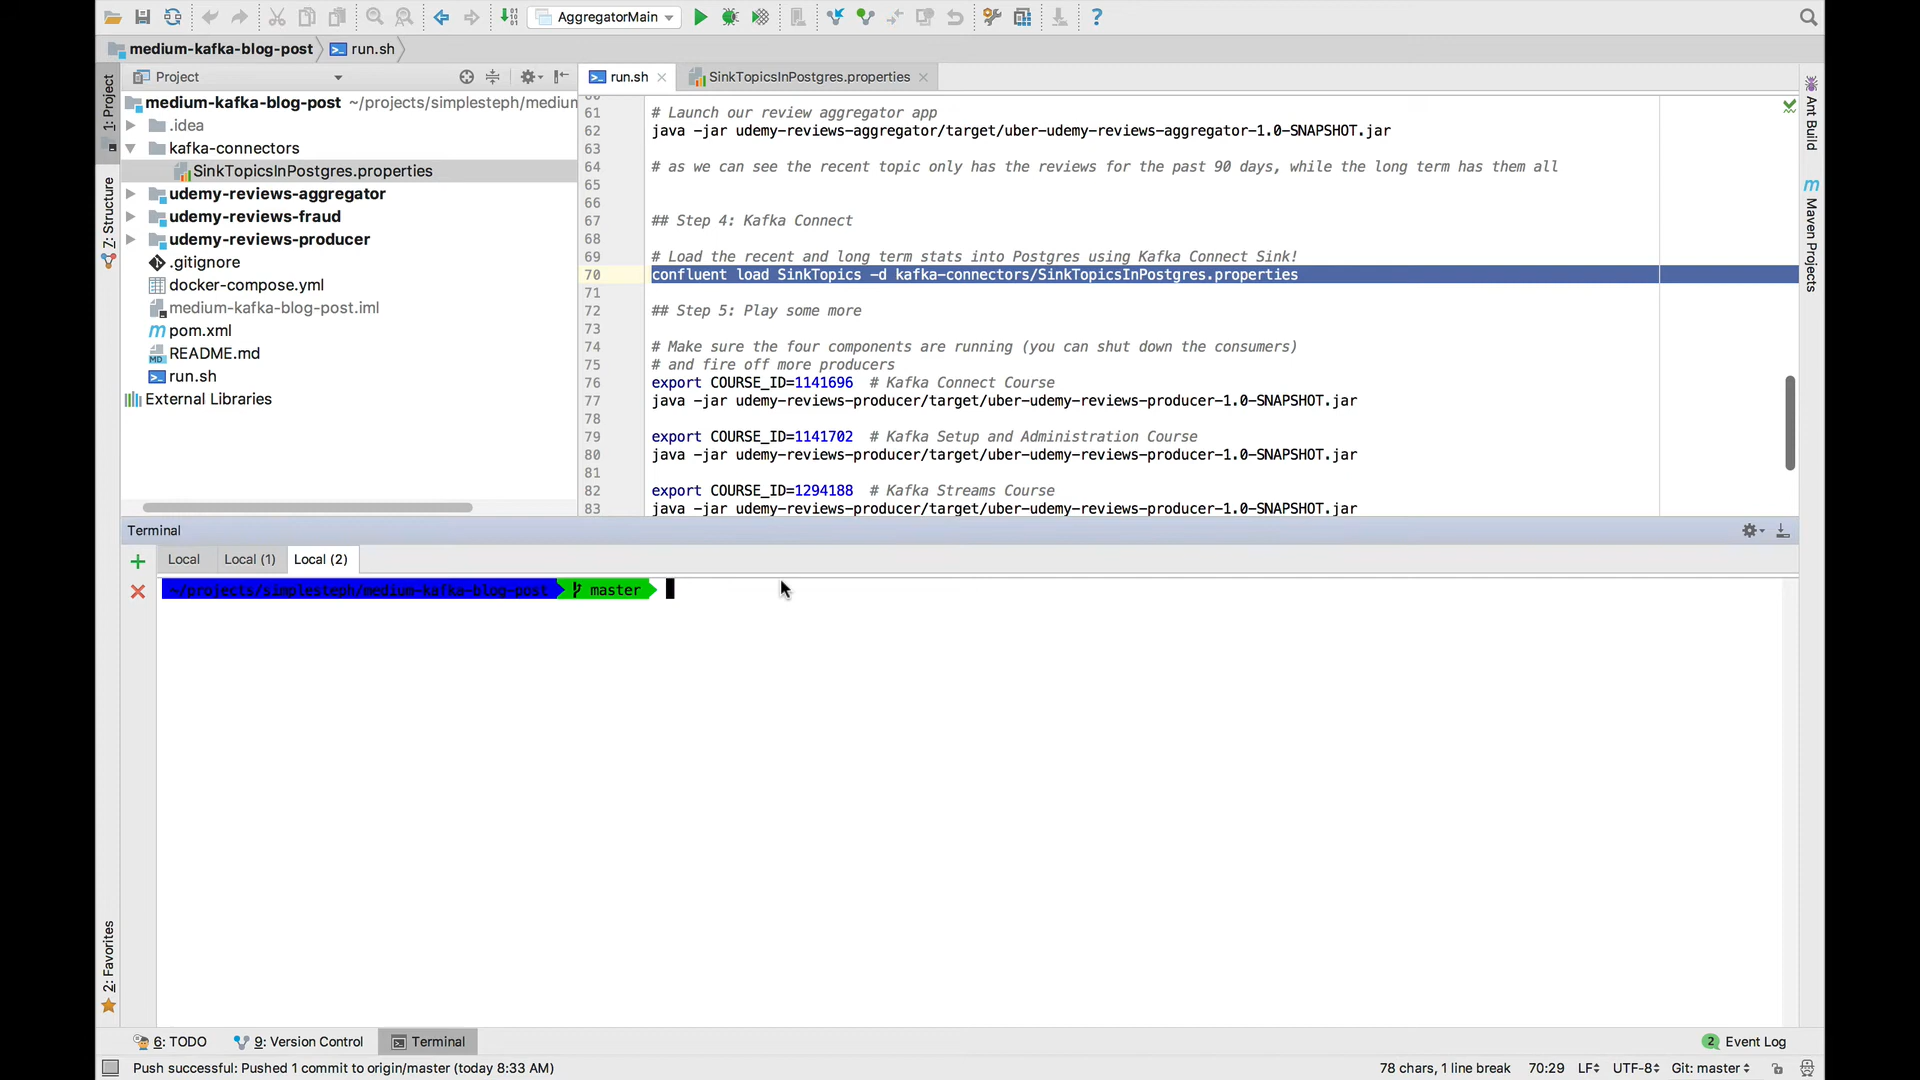 AggregatorMain
medium-kafka-blog-post run.sh
1: Project
Z: Structure
2: Favorites
Project
medium-kafka-blog-post ~/projects/simplesteph/medium
.idea
kafka-connectors
SinkTopicsInPostgres.properties
udemy-reviews-aggregator
udemy-reviews-fraud
udemy-reviews-producer
.gitignore
docker-compose.yml
medium-kafka-blog-post.iml
pom.xml
README.md
run.sh
External Libraries
run.sh SinkTopicsInPostgres.properties
61 # Launch our review aggregator app
62 java -jar udemy-reviews-aggregator/target/uber-udemy-reviews-aggregator-1.0-SNAPSHOT.jar
63
64 # as we can see the recent topic only has the reviews for the past 90 days, while the long term has them all
65
66
67 ## Step 4: Kafka Connect
68
69 # Load the recent and long term stats into Postgres using Kafka Connect Sink!
70 confluent load SinkTopics -d kafka-connectors/SinkTopicsInPostgres.properties
71
72 ## Step 5: Play some more
73
74 # Make sure the four components are running (you can shut down the consumers)
75 # and fire off more producers
76 export COURSE_ID=1141696 # Kafka Connect Course
77 java -jar udemy-reviews-producer/target/uber-udemy-reviews-producer-1.0-SNAPSHOT.jar
78
79 export COURSE_ID=1141702 # Kafka Setup and Administration Course
80 java -jar udemy-reviews-producer/target/uber-udemy-reviews-producer-1.0-SNAPSHOT.jar
81
82 export COURSE_ID=1294188 # Kafka Streams Course
83 java -jar udemy-reviews-producer/target/uber-udemy-reviews-producer-1.0-SNAPSHOT.jar
Ant Build
m Maven Projects
Terminal
Local Local (1) Local (2)
~/projects/simplesteph/medium-kafka-blog-post master
6: TODO 9: Version Control Terminal 2 Event Log
Push successful: Pushed 1 commit to origin/master (today 8:33 AM) 78 chars, 1 line break 70:29 LF UTF-8 Git: master